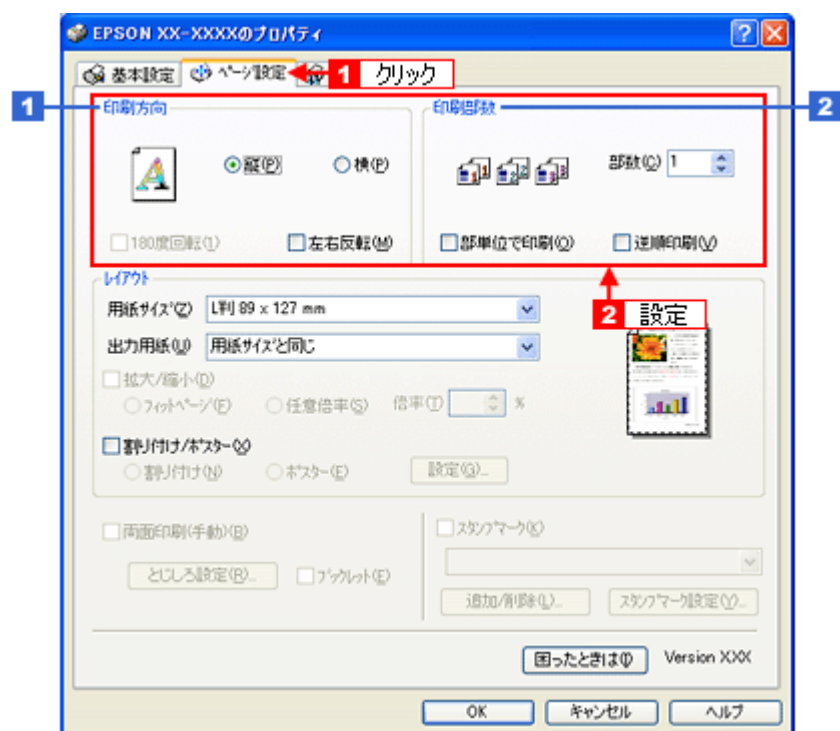 EPSON XX-XXXXのプロパティ
基本設定 ページ設定 1 クリック
1 印刷方向 印刷部数 2
縦(P) 横(P) 部数(C) 1
180度回転(1) 左右反転(M) 部単位で印刷(O) 逆順印刷(V)
レイアウト
2 設定
用紙サイズ(Z) L判 89 x 127 mm
出力用紙(U) 用紙サイズと同じ
拡大/縮小(D)
フィットページ(F) 任意倍率(S) 倍率(T) %
割り付け/ポスター(X)
割り付け(N) ポスター(E) 設定(G)...
両面印刷(手動)(B) スタンプマーク(K)
とじしろ設定(R)... ブックレット(E)
追加/削除(L)... スタンプマーク設定(Y)...
困ったときは(I) Version XXX
OK キャンセル ヘルプ